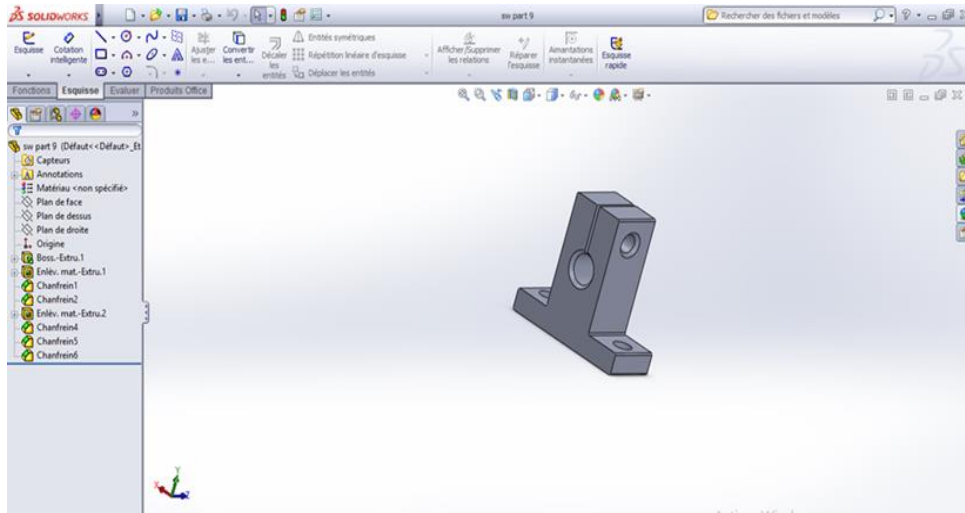 SOLIDWORKS
sw part 9
Rechercher des fichiers et modèles
Esquisse
Cotation intelligente
Ajuster les e...
Convertir les ent...
Décaler les entités
Entités symétriques
Répétition linéaire d'esquisse
Déplacer les entités
Afficher/Supprimer les relations
Réparer l'esquisse
Aimantations instantanées
Esquisse rapide
Fonctions
Esquisse
Evaluer
Produits Office
sw part 9 (Défaut<<Défaut>_Et
Capteurs
Annotations
Matériau <non spécifié>
Plan de face
Plan de dessus
Plan de droite
Origine
Boss.-Extru.1
Enlèv. mat.-Extru.1
Chanfrein1
Chanfrein2
Enlèv. mat.-Extru.2
Chanfrein4
Chanfrein5
Chanfrein6
Y
X
Z